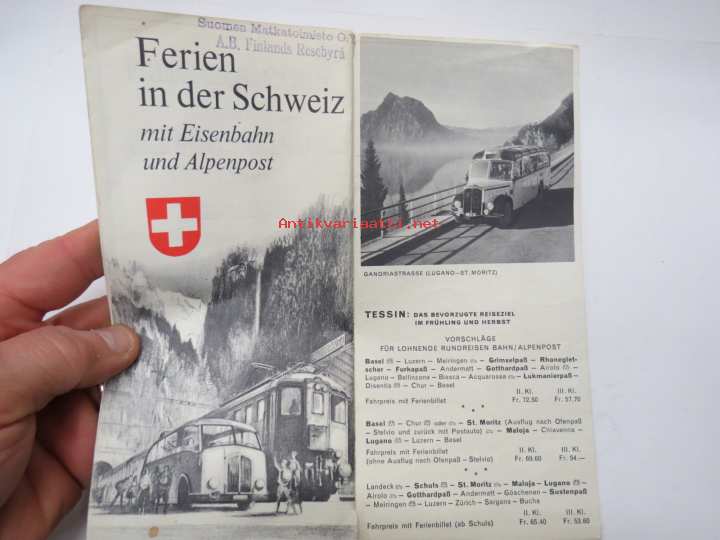 Suomen Matkatoimisto O.
A.B. Finlands Resebyrå
Ferien
in der Schweiz
mit Eisenbahn
und Alpenpost
Antikvariaatti.net
GANDRIASTRASSE (LUGANO—ST. MORITZ)
TESSIN: DAS BEVORZUGTE REISEZIEL
IM FRÜHLING UND HERBST
VORSCHLÄGE
FÜR LOHNENDE RUNDREISEN BAHN/ALPENPOST
Basel – Luzern – Meiringen – Grimselpaß – Rhoneglet-
scher – Furkapaß – Andermatt – Gotthardpaß – Airolo –
Lugano – Bellinzona – Biasca – Acquarossa – Lukmanierpaß –
Disentis – Chur – Basel
II. Kl. III. Kl.
Fahrpreis mit Ferienbillet Fr. 72.50 Fr. 57.70
* * *
Basel – Chur oder – St. Moritz (Ausflug nach Ofenpaß
– Stelvio und zurück mit Postauto) – Maloja – Chiavenna –
Lugano – Luzern – Basel
Fahrpreis mit Ferienbillet II. Kl. III. Kl.
(ohne Ausflug nach Ofenpaß – Stelvio) Fr. 69.60 Fr. 54.—
* * *
Landeck – Schuls – St. Moritz – Maloja – Lugano –
Airolo – Gotthardpaß – Andermatt – Göschenen – Sustenpaß
– Meiringen – Luzern – Zürich – Sargans – Buchs
II. Kl. III. Kl.
Fahrpreis mit Ferienbillet (ab Schuls) Fr. 65.40 Fr. 53.60